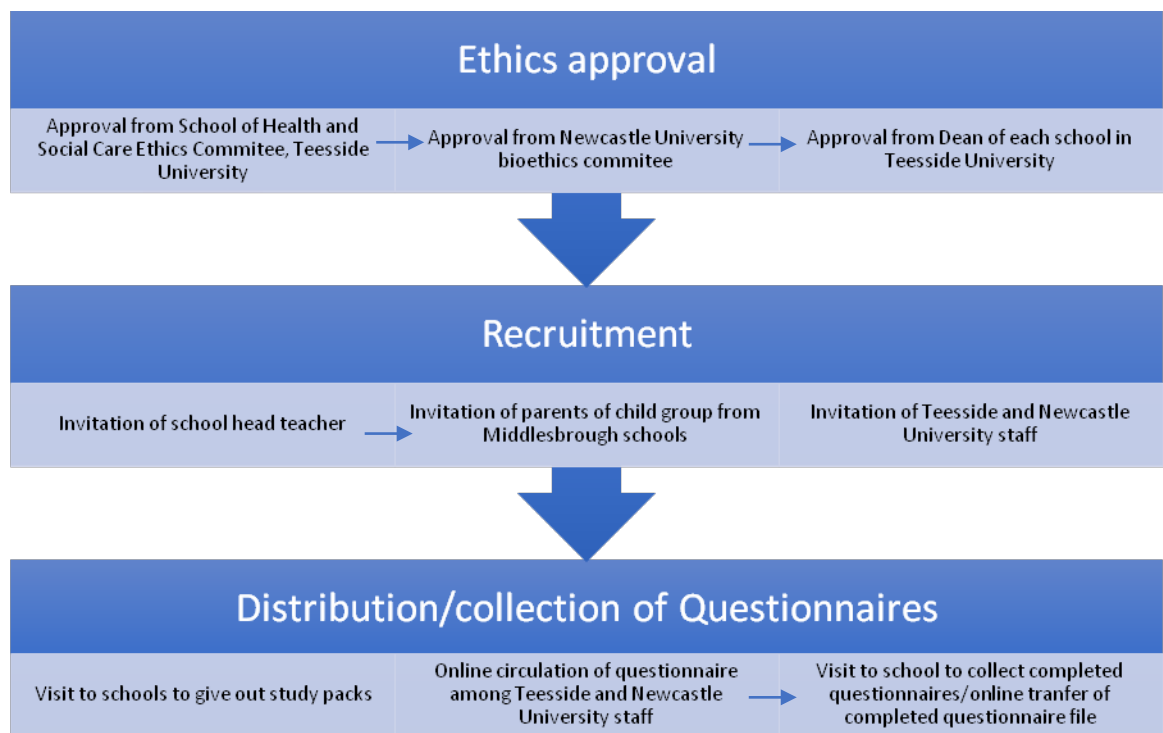 Ethics approval
Approval from School of Health and
Social Care Ethics Commitee, Teesside
University
Approval from Newcastle University
bioethics commitee
Approval from Dean of each school in
Teesside University
Recruitment
Invitation of school head teacher
Invitation of parents of child group from
Middlesbrough schools
Invitation of Teesside and Newcastle
University staff
Distribution/collection of Questionnaires
Visit to schools to give out study packs
Online circulation of questionnaire
among Teesside and Newcastle
University staff
Visit to school to collect completed
questionnaires/online tranfer of
completed questionnaire file